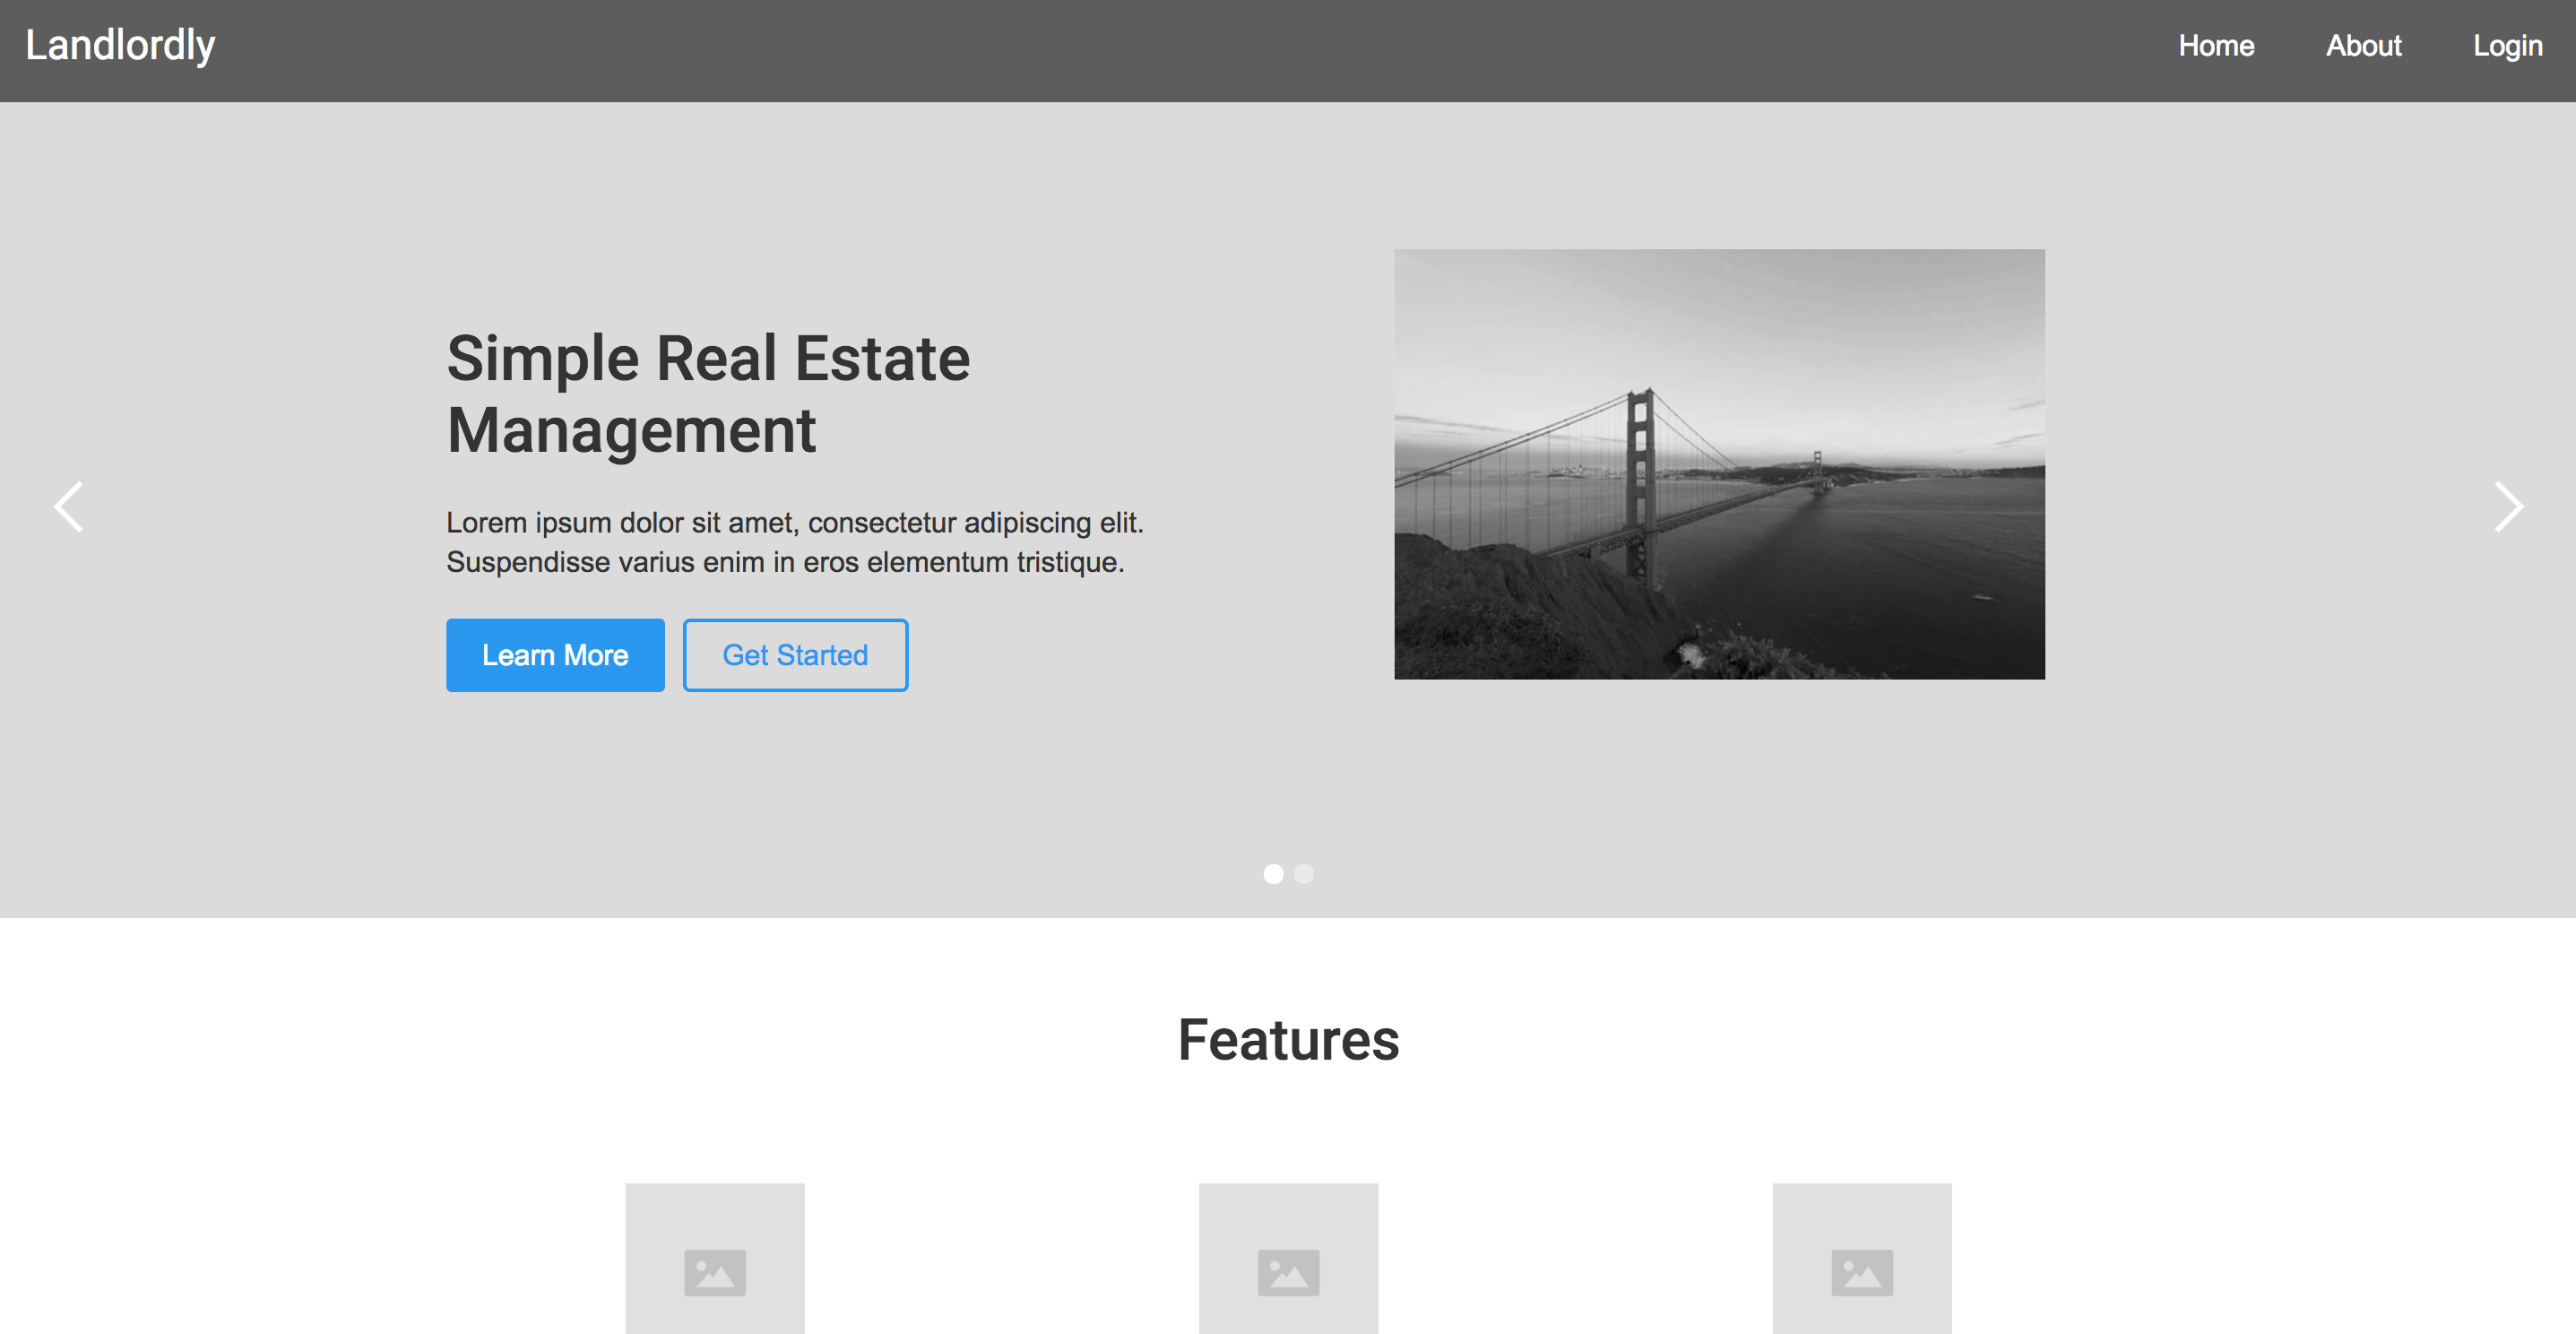 Landlordly
Home About Login
Simple Real Estate
Management
Lorem ipsum dolor sit amet, consectetur adipiscing elit.
Suspendisse varius enim in eros elementum tristique.
Learn More Get Started
Features